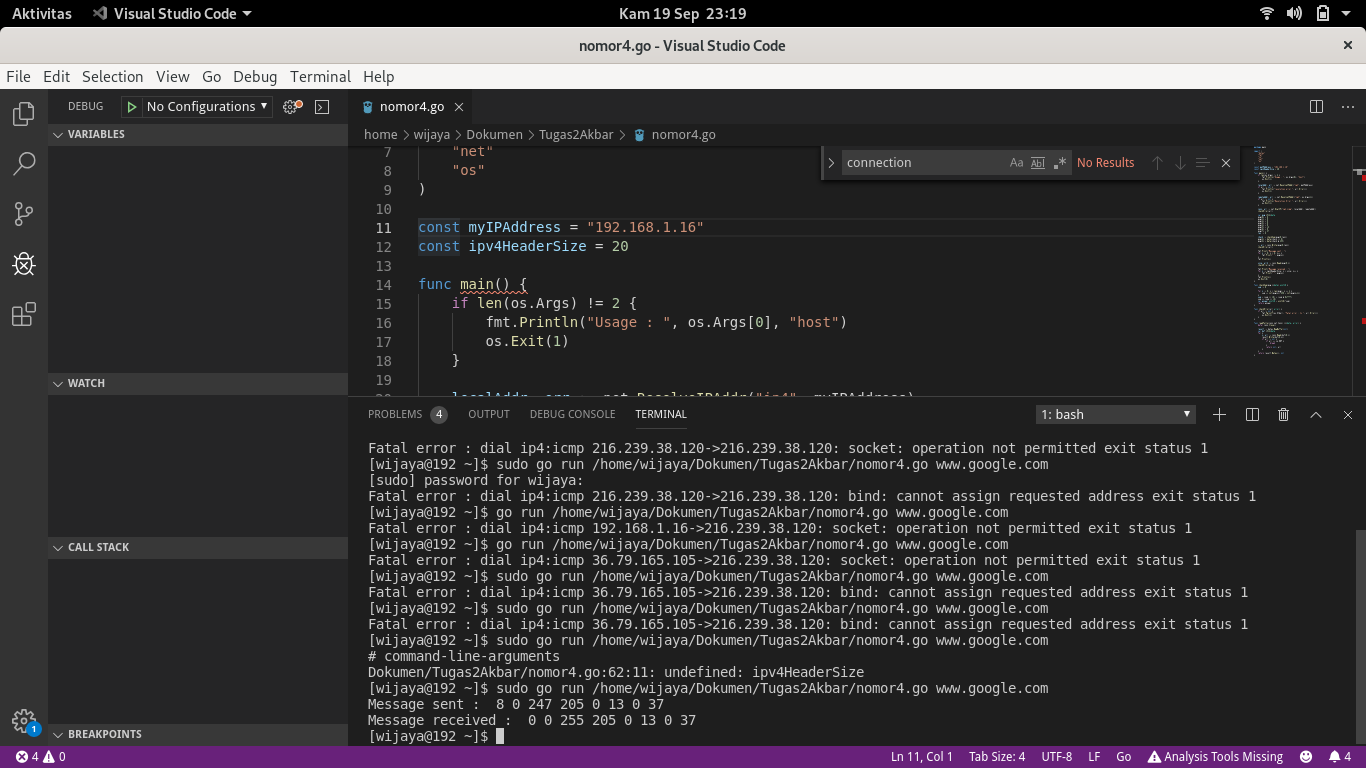 Aktivitas Visual Studio Code Kam 19 Sep 23:19
nomor4.go - Visual Studio Code
File Edit Selection View Go Debug Terminal Help
DEBUG No Configurations
VARIABLES
WATCH
CALL STACK
BREAKPOINTS
1
nomor4.go
home > wijaya > Dokumen > Tugas2Akbar > nomor4.go
connection Aa Abl .* No Results
7 "net"
8 "os"
9 )
10
11 const myIPAddress = "192.168.1.16"
12 const ipv4HeaderSize = 20
13
14 func main() {
15 if len(os.Args) != 2 {
16 fmt.Println("Usage : ", os.Args[0], "host")
17 os.Exit(1)
18 }
19
PROBLEMS 4 OUTPUT DEBUG CONSOLE TERMINAL 1: bash
Fatal error : dial ip4:icmp 216.239.38.120->216.239.38.120: socket: operation not permitted exit status 1
[wijaya@192 ~]$ sudo go run /home/wijaya/Dokumen/Tugas2Akbar/nomor4.go www.google.com
[sudo] password for wijaya:
Fatal error : dial ip4:icmp 216.239.38.120->216.239.38.120: bind: cannot assign requested address exit status 1
[wijaya@192 ~]$ go run /home/wijaya/Dokumen/Tugas2Akbar/nomor4.go www.google.com
Fatal error : dial ip4:icmp 192.168.1.16->216.239.38.120: socket: operation not permitted exit status 1
[wijaya@192 ~]$ go run /home/wijaya/Dokumen/Tugas2Akbar/nomor4.go www.google.com
Fatal error : dial ip4:icmp 36.79.165.105->216.239.38.120: socket: operation not permitted exit status 1
[wijaya@192 ~]$ sudo go run /home/wijaya/Dokumen/Tugas2Akbar/nomor4.go www.google.com
Fatal error : dial ip4:icmp 36.79.165.105->216.239.38.120: bind: cannot assign requested address exit status 1
[wijaya@192 ~]$ sudo go run /home/wijaya/Dokumen/Tugas2Akbar/nomor4.go www.google.com
Fatal error : dial ip4:icmp 36.79.165.105->216.239.38.120: bind: cannot assign requested address exit status 1
[wijaya@192 ~]$ sudo go run /home/wijaya/Dokumen/Tugas2Akbar/nomor4.go www.google.com
# command-line-arguments
Dokumen/Tugas2Akbar/nomor4.go:62:11: undefined: ipv4HeaderSize
[wijaya@192 ~]$ sudo go run /home/wijaya/Dokumen/Tugas2Akbar/nomor4.go www.google.com
Message sent :  8 0 247 205 0 13 0 37
Message received :  0 0 255 205 0 13 0 37
[wijaya@192 ~]$
4 0 Ln 11, Col 1 Tab Size: 4 UTF-8 LF Go Analysis Tools Missing 4